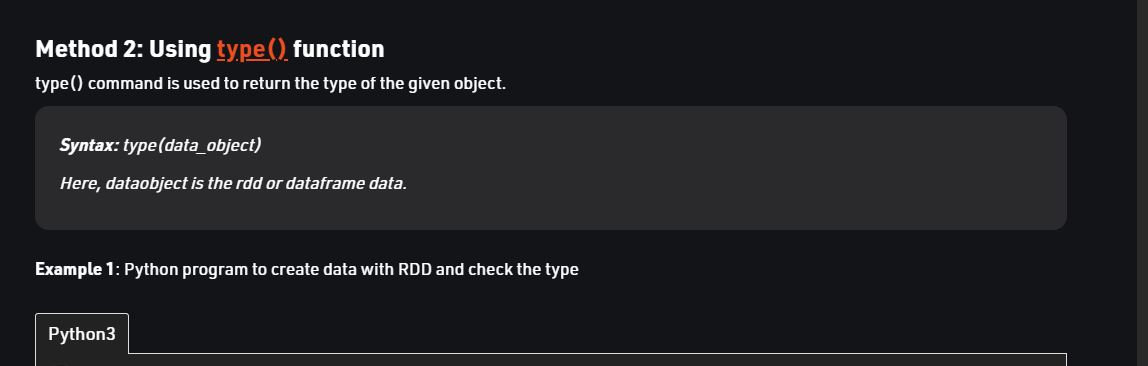 Method 2: Using type() function
type() command is used to return the type of the given object.
Syntax: type(data_object)
Here, dataobject is the rdd or dataframe data.
Example 1: Python program to create data with RDD and check the type
Python3